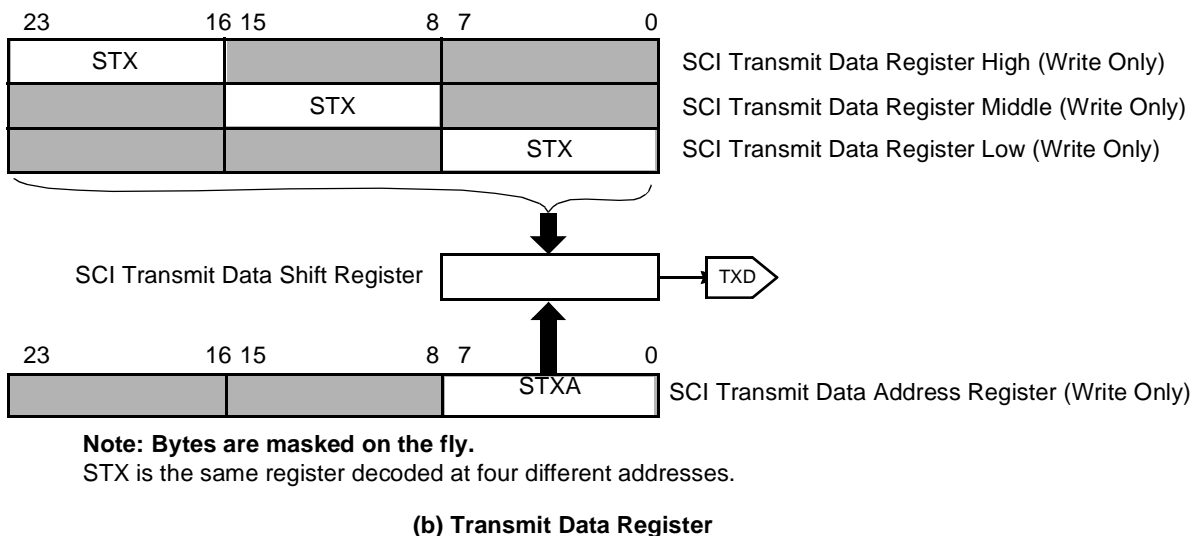 23 16 15 8 7 0
STX SCI Transmit Data Register High (Write Only)
STX SCI Transmit Data Register Middle (Write Only)
STX SCI Transmit Data Register Low (Write Only)
SCI Transmit Data Shift Register TXD
23 16 15 8 7 0
STXA SCI Transmit Data Address Register (Write Only)
Note: Bytes are masked on the fly.
STX is the same register decoded at four different addresses.
(b) Transmit Data Register